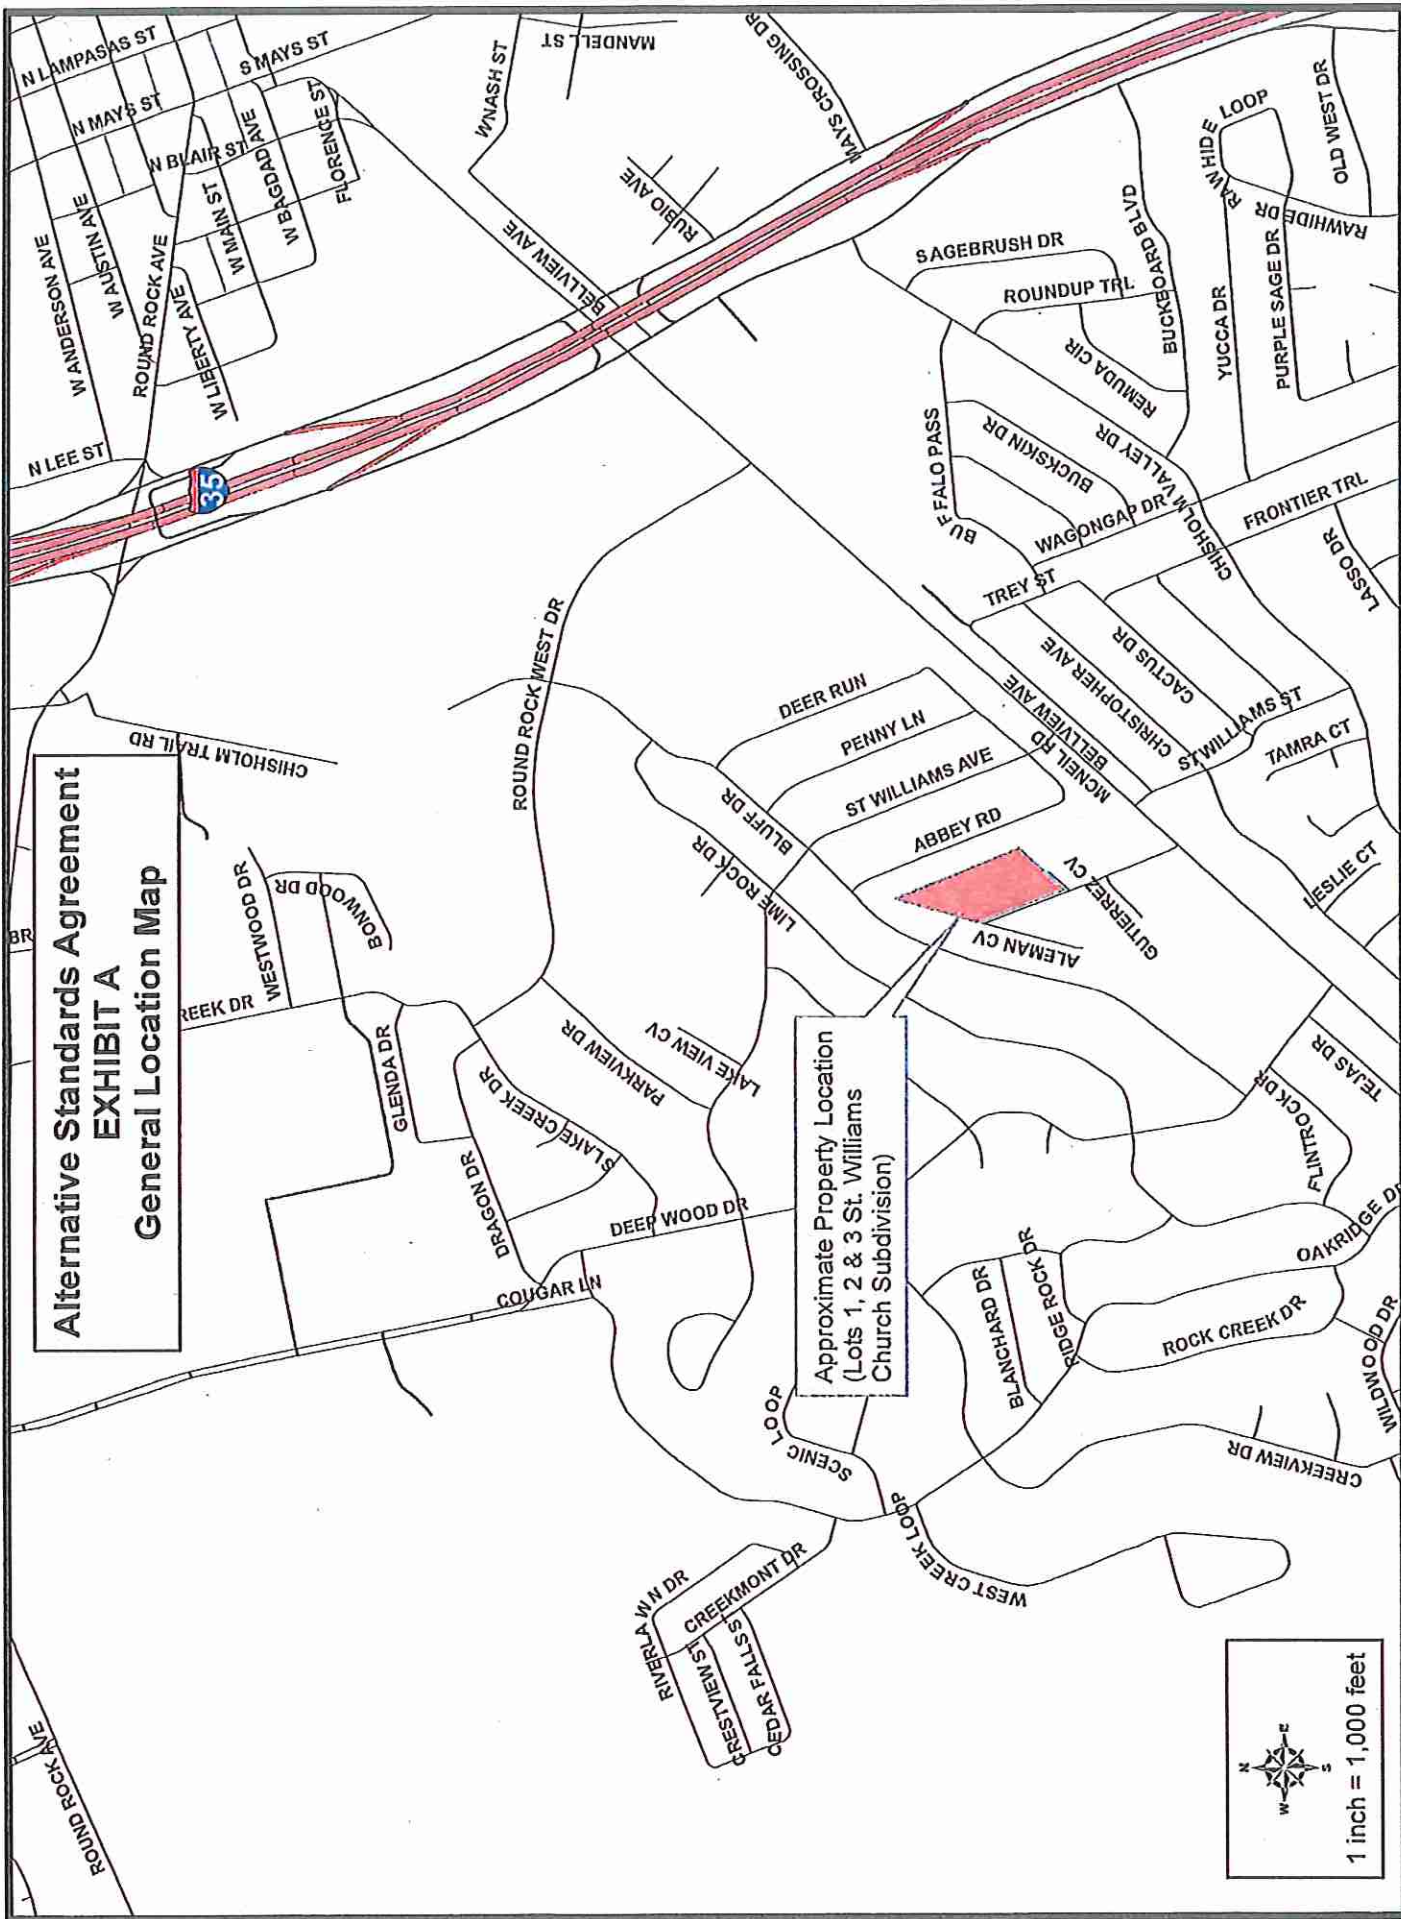 Alternative Standards Agreement
EXHIBIT A
General Location Map
ROUND ROCK AVE
BR
REEK DR
WESTWOOD DR
BONWOOD DR
CHISHOLM TRAIL RD
GLENDA DR
DRAGON DR
S LAKE CREEK DR
COUGAR LN
DEEP WOOD DR
PARKVIEW DR
LAKE VIEW CV
ROUND ROCK WEST DR
N LEE ST
35
W ANDERSON AVE
W AUSTIN AVE
ROUND ROCK AVE
W LIBERTY AVE
W MAIN ST
W BAGDAD AVE
FLORENCE ST
N BLAIR ST
N MAYS ST
N LAMPASAS ST
S MAYS ST
WNASH ST
MANDELL ST
BELLVIEW AVE
RUBIO AVE
MAYS CROSSING DR
RIVERLAWN DR
CREEKMONT DR
CRESTVIEW ST
CEDAR FALLS S
SCENIC LOOP
WEST CREEK LOOP
Approximate Property Location
(Lots 1, 2 & 3 St. Williams
Church Subdivision)
LIME ROCK DR
BLUFF DR
DEER RUN
PENNY LN
ST WILLIAMS AVE
ABBEY RD
ALEMAN CV
GUTIERREZ CV
MCNEIL RD
BELLVIEW AVE
CHRISTOPHER AVE
CACTUS DR
TREY ST
WAGONGAP DR
BUFFALO PASS
BUCKSKIN DR
CHISHOLM VALLEY DR
REMUDA CIR
ROUNDUP TRL
SAGEBRUSH DR
BUCKBOARD BLVD
YUCCA DR
PURPLE SAGE DR
RAWHIDE DR
RAWHIDE LOOP
OLD WEST DR
FRONTIER TRL
LASSO DR
ST WILLIAMS ST
TAMRA CT
LESLIE CT
TEJAS DR
FLINTROCK DR
OAKRIDGE DR
BLANCHARD DR
RIDGE ROCK DR
ROCK CREEK DR
WILDWOOD DR
CREEKVIEW DR
N
W
E
S
1 inch = 1,000 feet